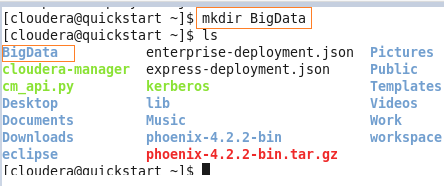 [cloudera@quickstart ~]$ mkdir BigData
[cloudera@quickstart ~]$ ls
BigData enterprise-deployment.json Pictures
cloudera-manager express-deployment.json Public
cm_api.py kerberos Templates
Desktop lib Videos
Documents Music Work
Downloads phoenix-4.2.2-bin workspace
eclipse phoenix-4.2.2-bin.tar.gz
[cloudera@quickstart ~]$